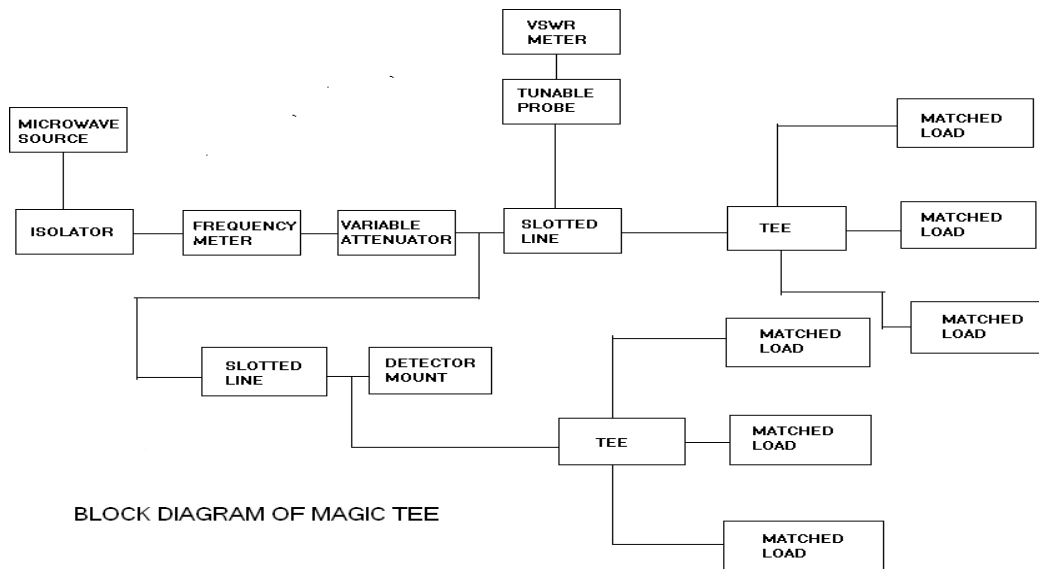 VSWR
METER
TUNABLE
PROBE
MICROWAVE
SOURCE
MATCHED
LOAD
ISOLATOR
FREQUENCY
METER
VARIABLE
ATTENUATOR
SLOTTED
LINE
TEE
MATCHED
LOAD
MATCHED
LOAD
MATCHED
LOAD
SLOTTED
LINE
DETECTOR
MOUNT
TEE
MATCHED
LOAD
MATCHED
LOAD
BLOCK DIAGRAM OF MAGIC TEE